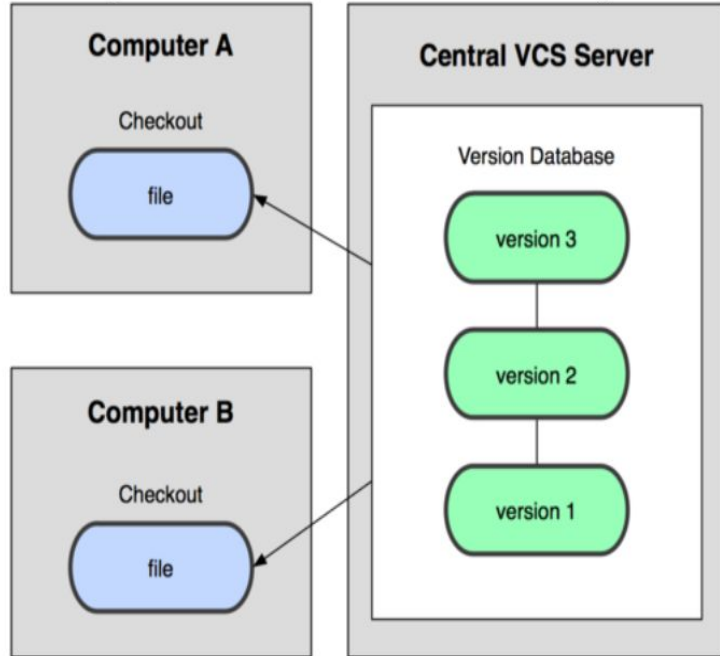 Computer A
Checkout
file
Computer B
Checkout
file
Central VCS Server
Version Database
version 3
version 2
version 1